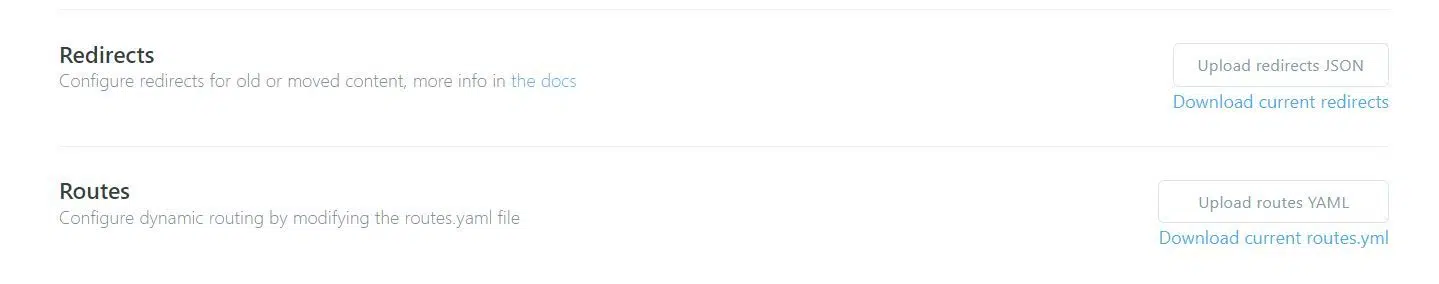 Redirects
Configure redirects for old or moved content, more info in the docs
Upload redirects JSON
Download current redirects
Routes
Configure dynamic routing by modifying the routes.yaml file
Upload routes YAML
Download current routes.yml